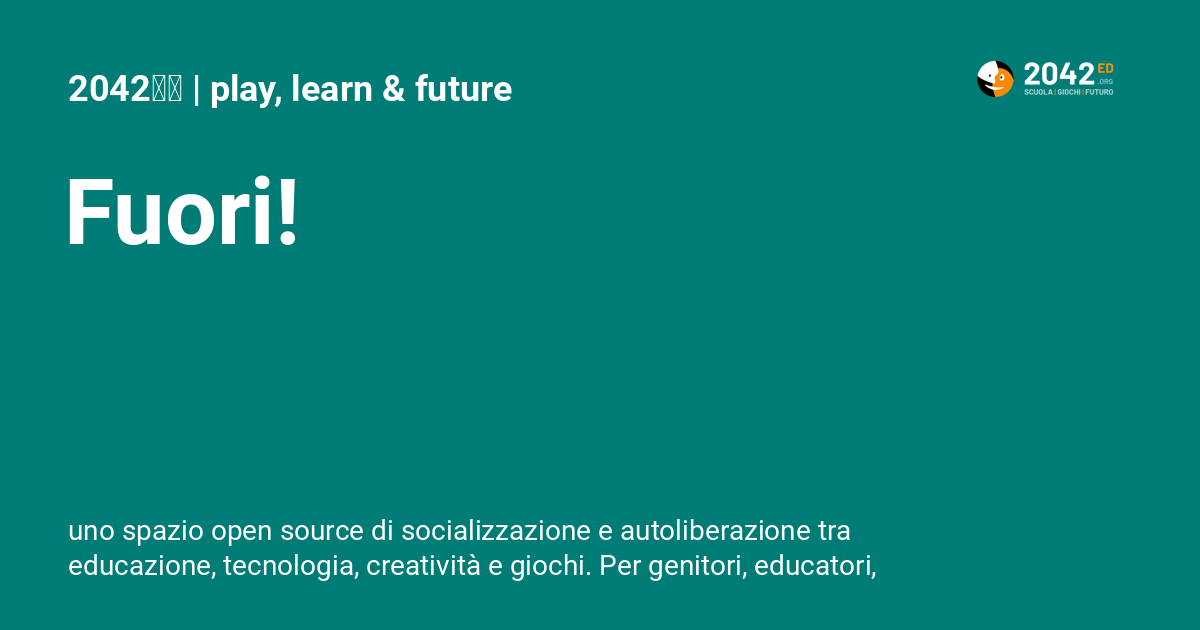 2042 | play, learn & future
2042 ED
.ORG
SCUOLA | GIOCHI | FUTURO
Fuori!
uno spazio open source di socializzazione e autoliberazione tra
educazione, tecnologia, creatività e giochi. Per genitori, educatori,